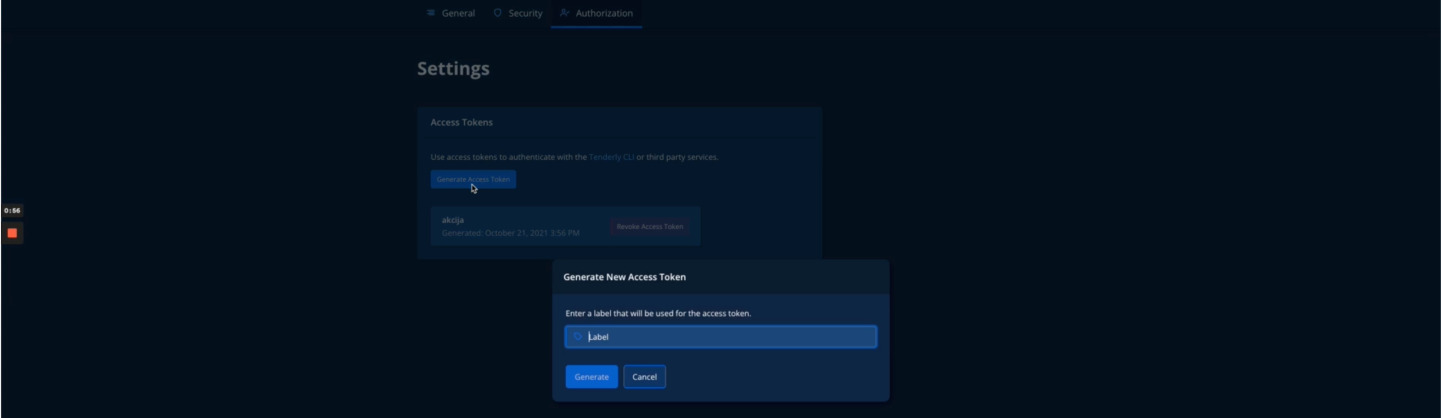 General Security Authorization
Settings
Access Tokens
Use access tokens to authenticate with the Tenderly CLI or third party services.
Generate Access Token
0:56
akcija
Generated: October 21, 2021 3:56 PM
Revoke Access Token
Generate New Access Token
Enter a label that will be used for the access token.
Label
Generate Cancel